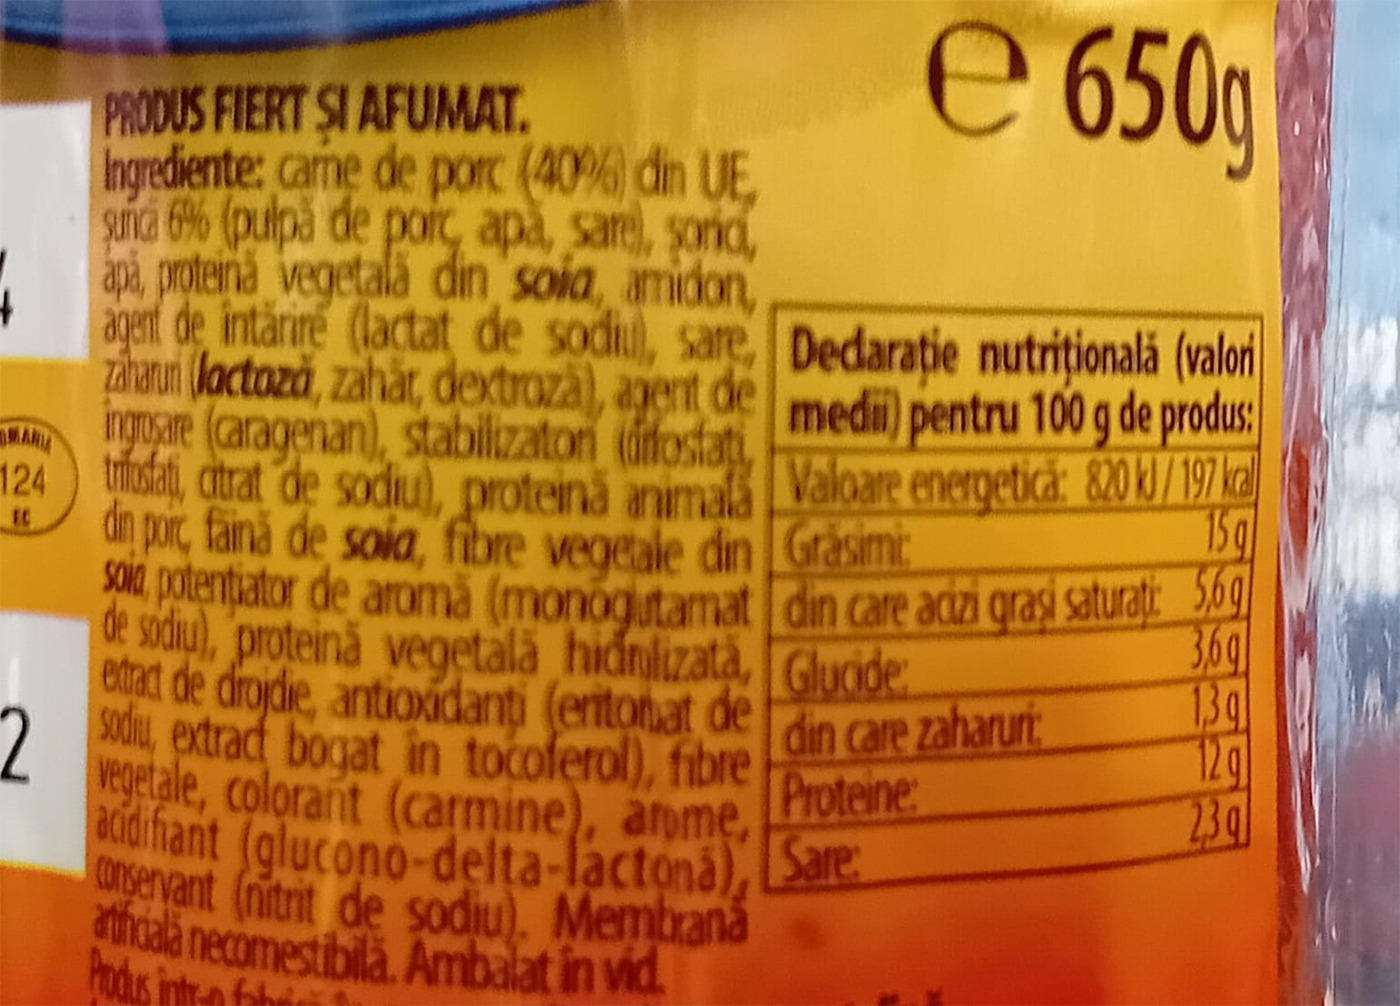 e 650g
PRODUS FIERT ȘI AFUMAT.
Ingrediente: carne de porc (40%) din UE,
șuncă 6% (pulpă de porc, apă, sare), șorici,
apă, proteină vegetală din soia, amidon,
agent de întărire (lactat de sodiu), sare,
zaharuri (lactoză, zahăr, dextroză), agent de
îngroșare (caragenan), stabilizatori (difosfați,
trifosfați, citrat de sodiu), proteină animală
din porc, făină de soia, fibre vegetale din
soia, potențiator de aromă (monoglutamat
de sodiu), proteină vegetală hidrolizată,
extract de drojdie, antioxidanți (eritorbat de
sodiu, extract bogat în tocoferol), fibre
vegetale, colorant (carmine), arome,
acidifiant (glucono-delta-lactonă),
conservant (nitrit de sodiu). Membrană
artificială necomestibilă. Ambalat în vid.
Produs într-o
Declarație nutrițională (valori
medii) pentru 100 g de produs:
Valoare energetică: 820 kJ / 197 kcal
Grăsimi: 15 g
din care acizi grași saturați: 5,6 g
Glucide: 3,6 g
din care zaharuri: 1,3 g
Proteine: 12 g
Sare: 2,3 g
4
124
EC
2